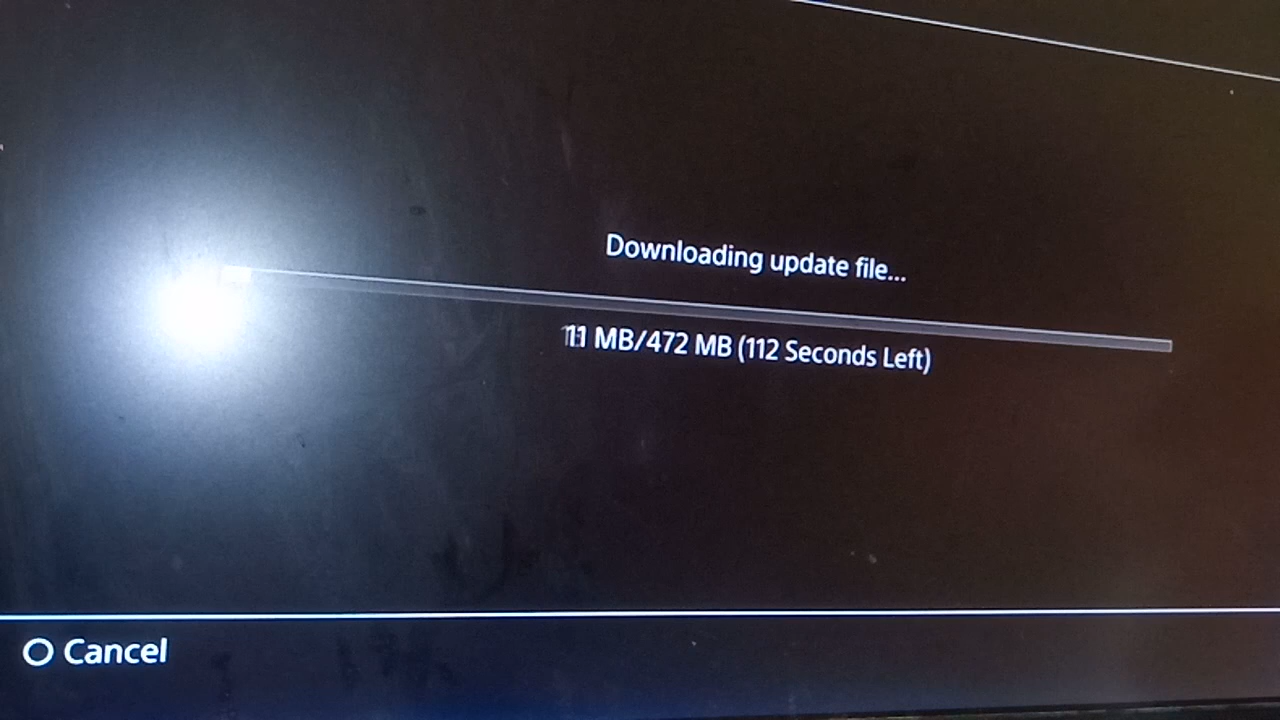 Downloading update file...
11 MB/472 MB (112 Seconds Left)
Cancel